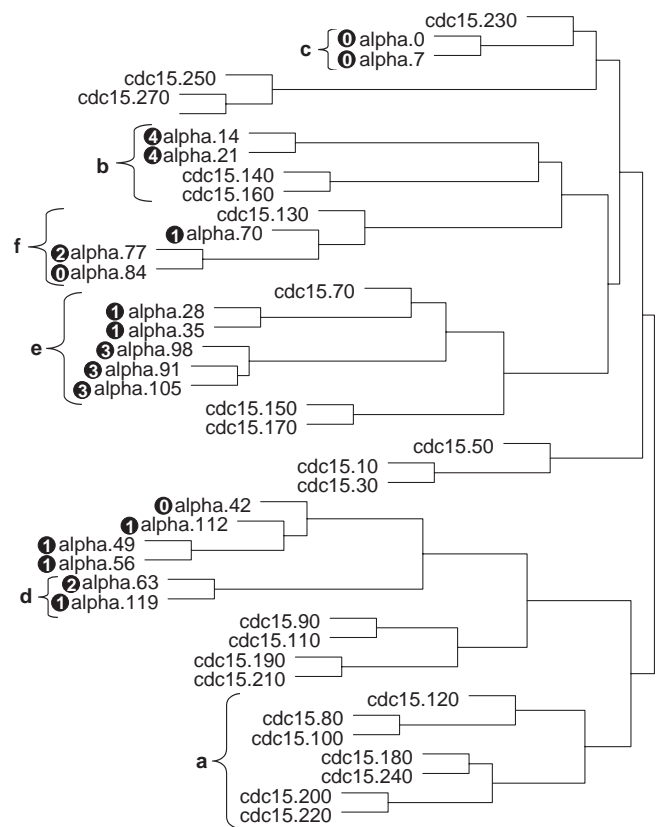 cdc15.230
c 0 alpha.0
0 alpha.7
cdc15.250
cdc15.270
4 alpha.14
b 4 alpha.21
cdc15.140
cdc15.160
cdc15.130
1 alpha.70
f 2 alpha.77
0 alpha.84
cdc15.70
1 alpha.28
1 alpha.35
e 3 alpha.98
3 alpha.91
3 alpha.105
cdc15.150
cdc15.170
cdc15.50
cdc15.10
cdc15.30
0 alpha.42
1 alpha.112
1 alpha.49
1 alpha.56
d 2 alpha.63
1 alpha.119
cdc15.90
cdc15.110
cdc15.190
cdc15.210
cdc15.120
cdc15.80
cdc15.100
a cdc15.180
cdc15.240
cdc15.200
cdc15.220